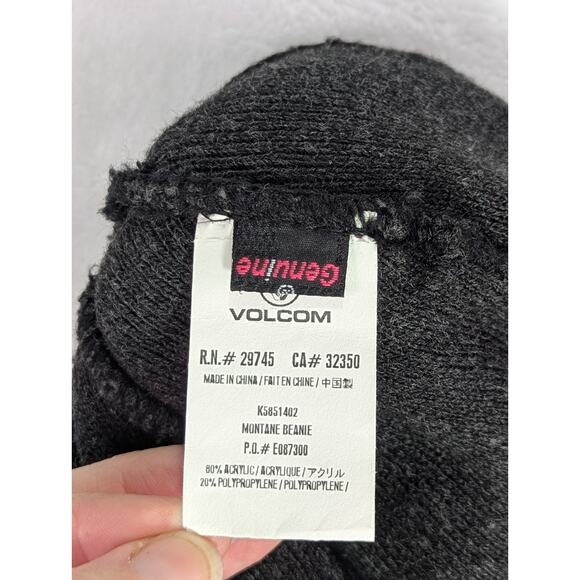 Genuine
VOLCOM
R.N.# 29745 CA# 32350
MADE IN CHINA / FAIT EN CHINE / 中国製
K5851402
MONTANE BEANIE
P.O.# E087300
80% ACRYLIC / ACRYLIQUE / アクリル
20% POLYPROPYLENE / POLYPROPYLENE /